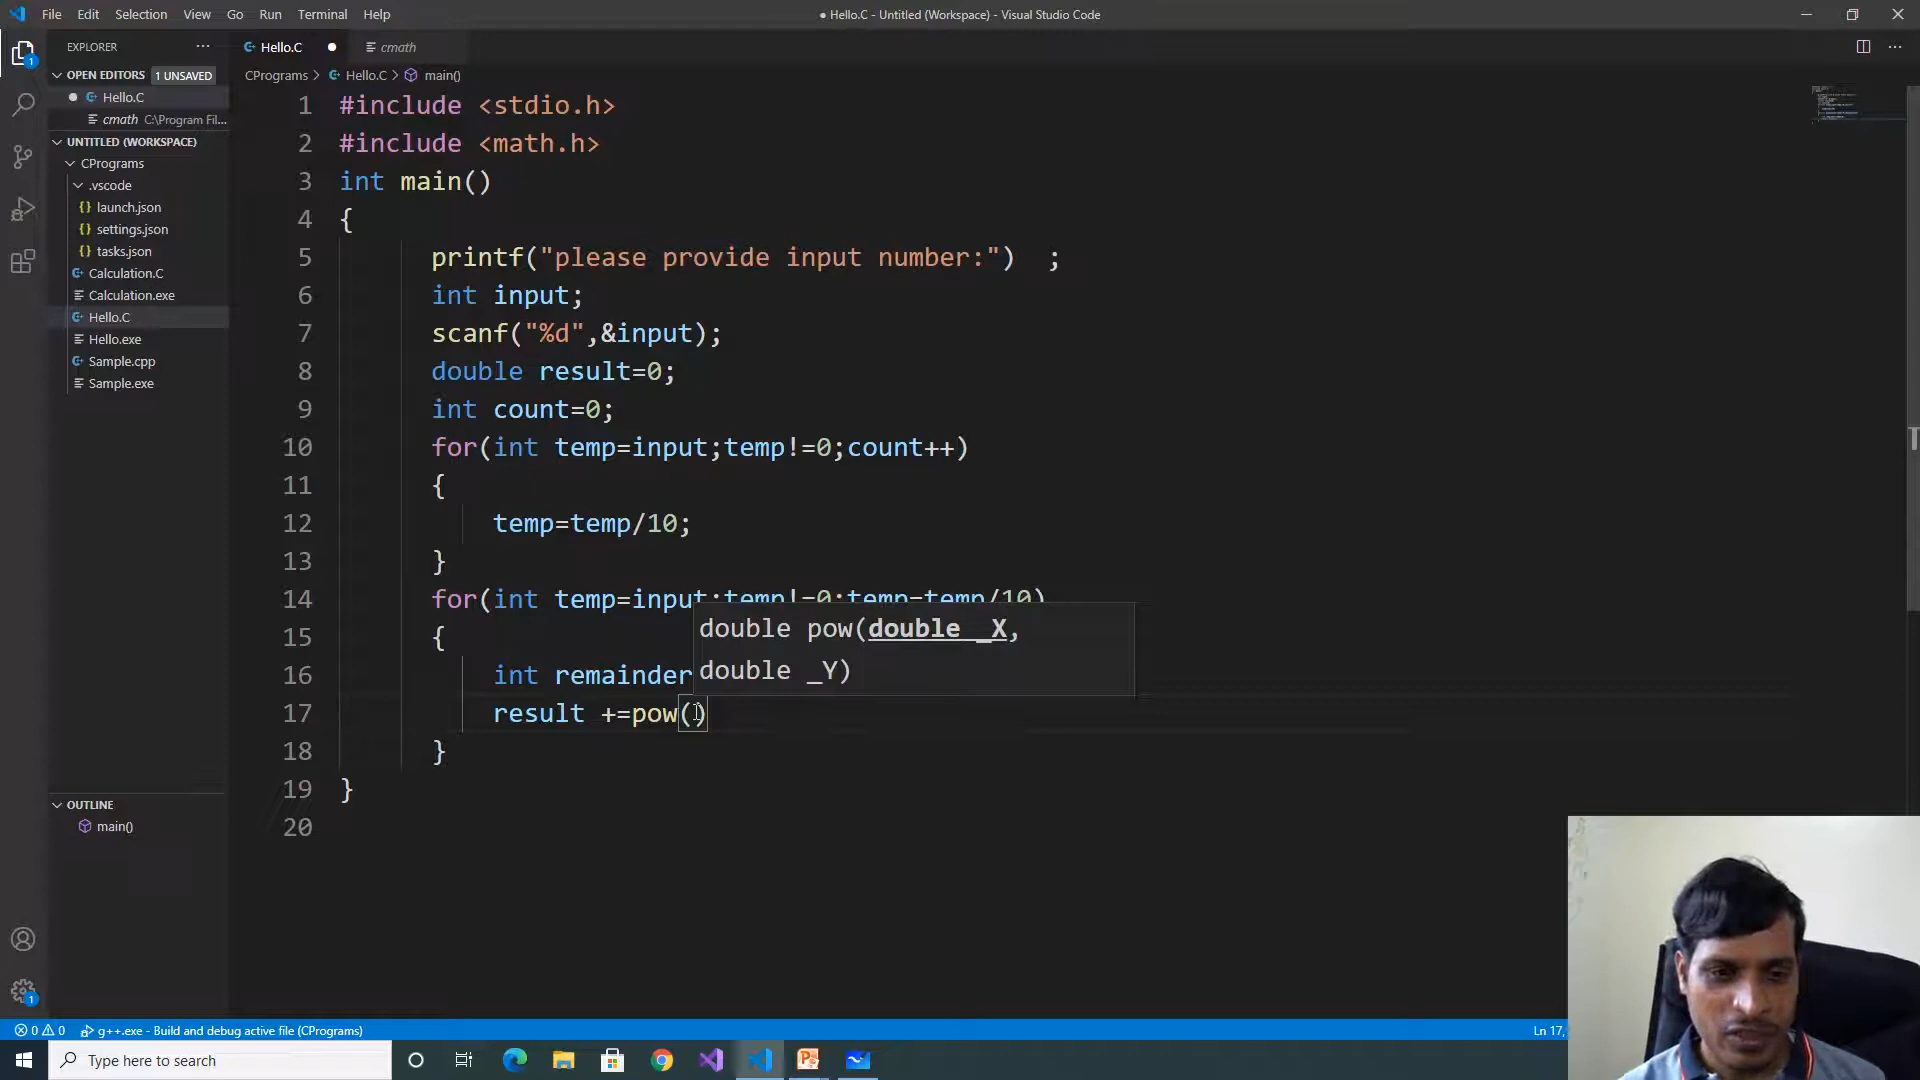 File Edit Selection View Go Run Terminal Help
● Hello.C - Untitled (Workspace) - Visual Studio Code
EXPLORER
OPEN EDITORS 1 UNSAVED
Hello.C
cmath C:\Program Fil...
UNTITLED (WORKSPACE)
CPrograms
.vscode
launch.json
settings.json
tasks.json
Calculation.C
Calculation.exe
Hello.C
Hello.exe
Sample.cpp
Sample.exe
OUTLINE
main()
Hello.C ● cmath
CPrograms > Hello.C > main()
1 #include <stdio.h>
2 #include <math.h>
3 int main()
4 {
5 printf("please provide input number:") ;
6 int input;
7 scanf("%d",&input);
8 double result=0;
9 int count=0;
10 for(int temp=input;temp!=0;count++)
11 {
12 temp=temp/10;
13 }
14 for(int temp=input;temp!=0;temp=temp/10)
15 {
16 int remainder
17 result +=pow()
18 }
19 }
20
double pow(double _X,
double _Y)
0 0 g++.exe - Build and debug active file (CPrograms)
Ln 17,
Type here to search